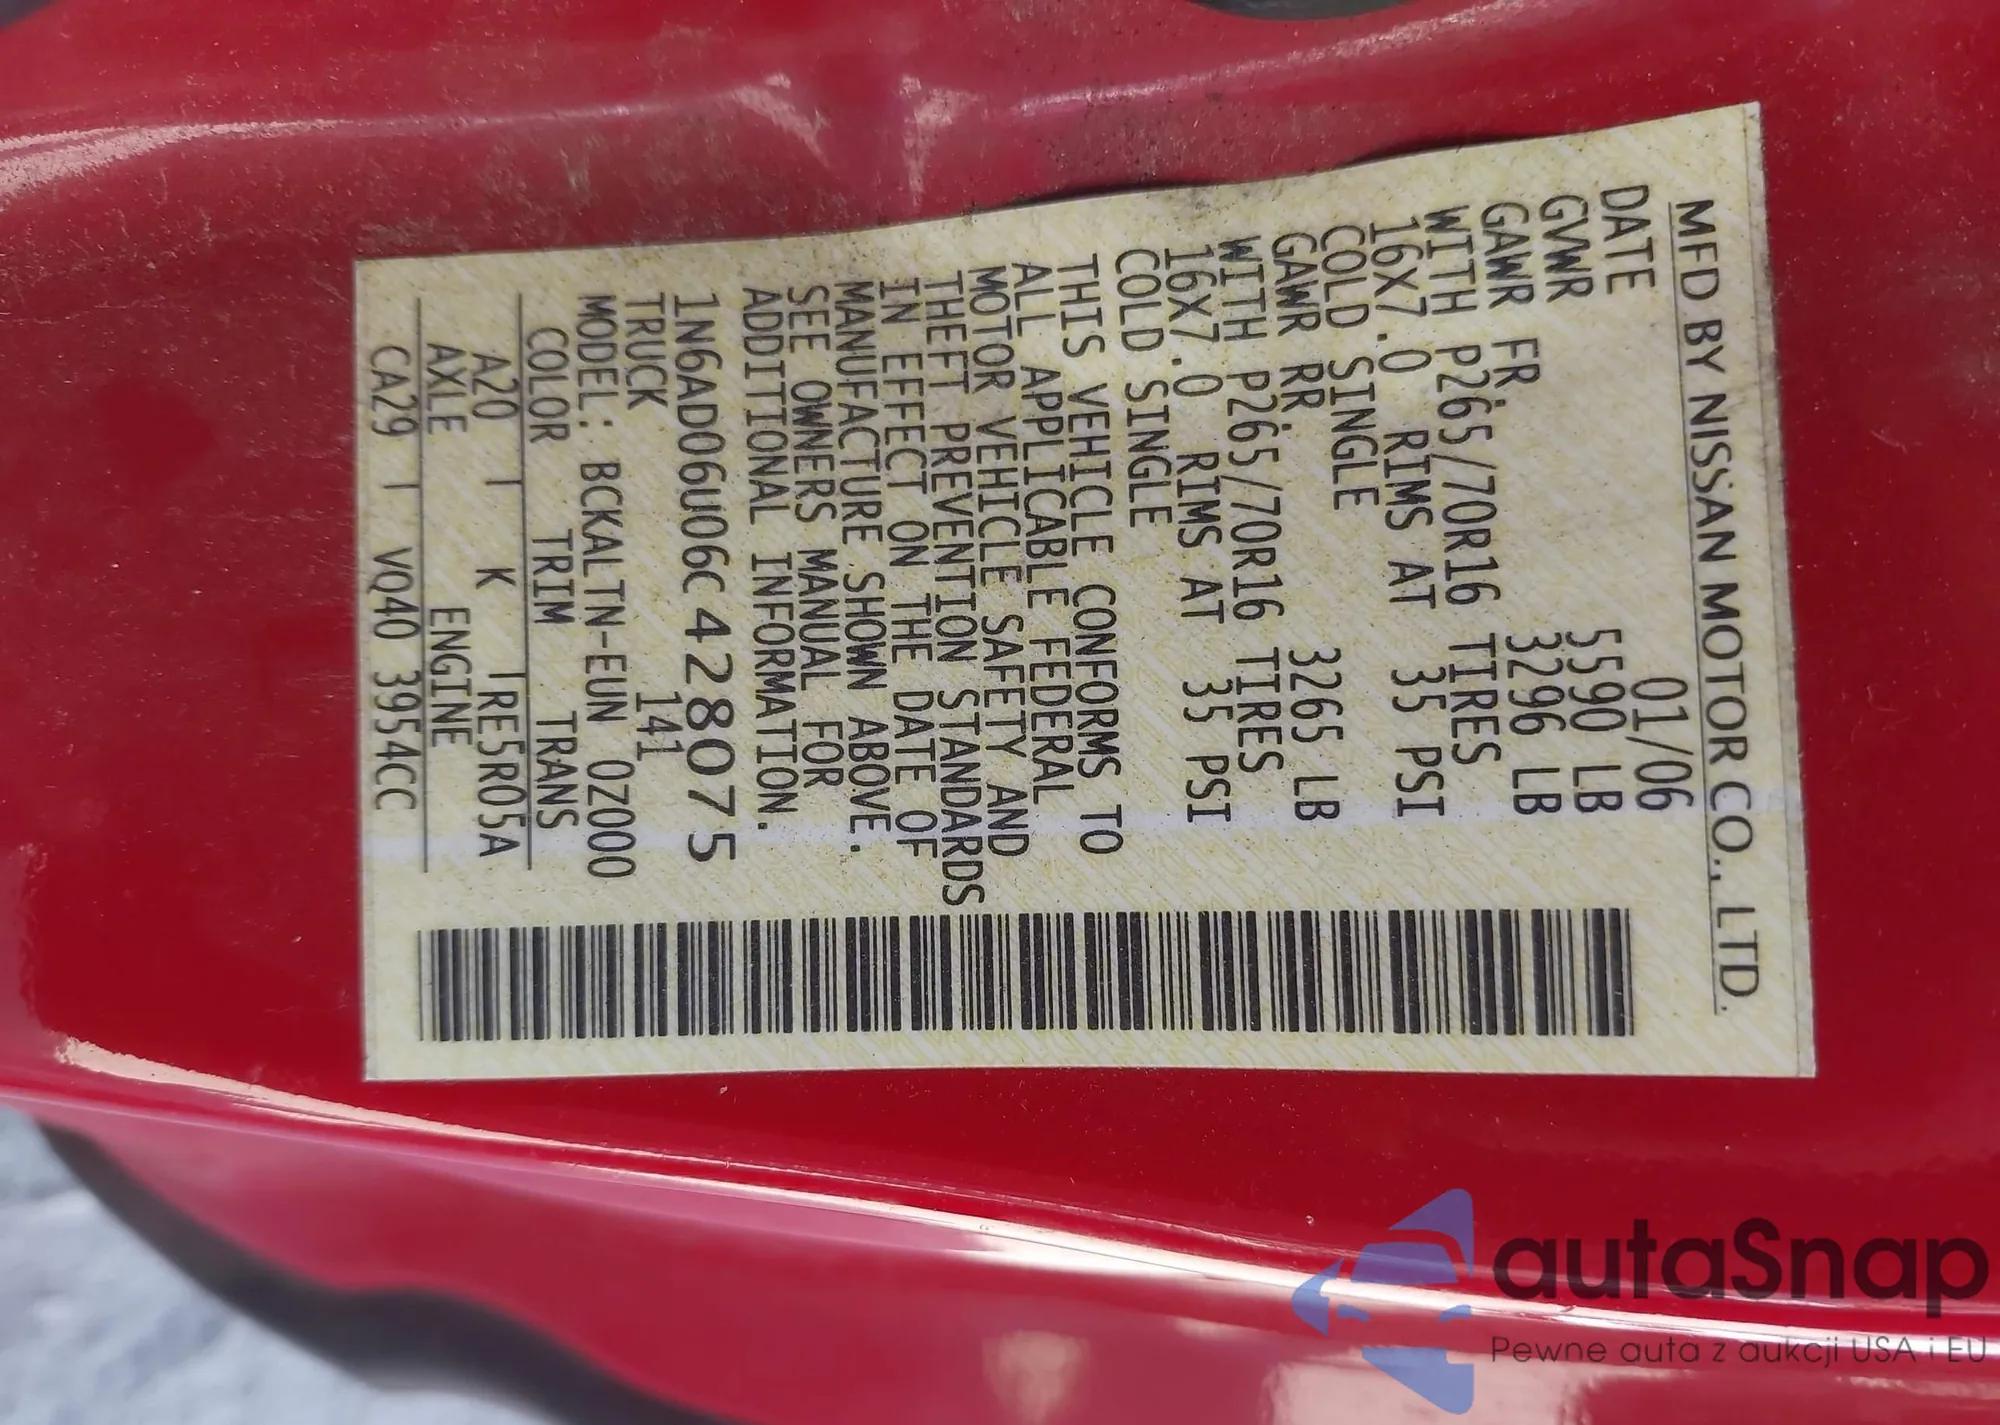 MFD BY NISSAN MOTOR CO., LTD.
DATE 01/06
GVWR 5590 LB
GAWR FR. 3296 LB
WITH P265/70R16 TIRES
16X7.0 RIMS AT 35 PSI
COLD SINGLE
GAWR RR. 3265 LB
WITH P265/70R16 TIRES
16X7.0 RIMS AT 35 PSI
COLD SINGLE
THIS VEHICLE CONFORMS TO
ALL APPLICABLE FEDERAL
MOTOR VEHICLE SAFETY AND
THEFT PREVENTION STANDARDS
IN EFFECT ON THE DATE OF
MANUFACTURE SHOWN ABOVE.
SEE OWNERS MANUAL FOR
ADDITIONAL INFORMATION.
1N6AD06U06C428075
TRUCK 141
MODEL: BCKALTN-EUN 0Z000
COLOR TRIM TRANS
A20 K RE5R05A
AXLE ENGINE
CA29 VQ40 3954CC
autaSnap
Pewne auta z aukcji USA i EU